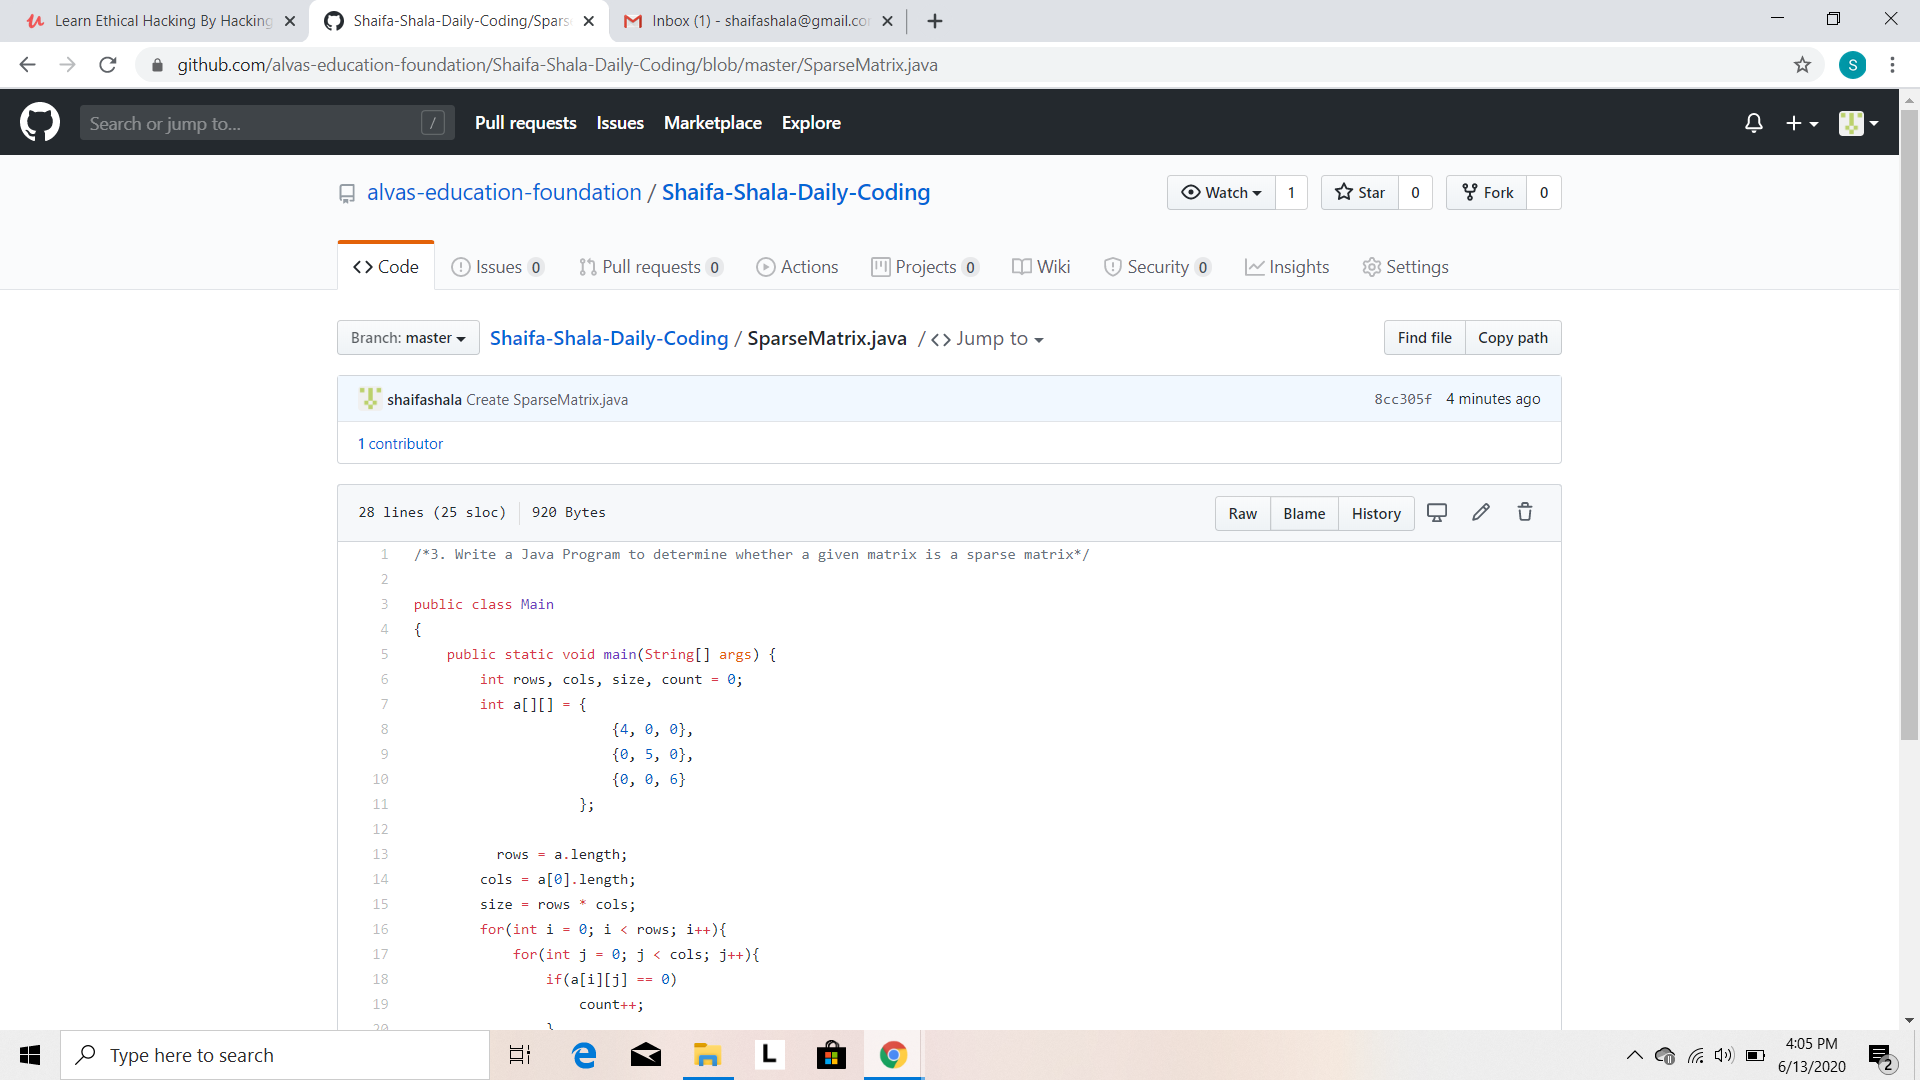 Learn Ethical Hacking By Hacking
Shaifa-Shala-Daily-Coding/Spars
Inbox (1) - shaifashala@gmail.co
github.com/alvas-education-foundation/Shaifa-Shala-Daily-Coding/blob/master/SparseMatrix.java
S
Search or jump to...
/
Pull requests
Issues
Marketplace
Explore
alvas-education-foundation / Shaifa-Shala-Daily-Coding
Watch 1
Star 0
Fork 0
Code
Issues 0
Pull requests 0
Actions
Projects 0
Wiki
Security 0
Insights
Settings
Branch: master
Shaifa-Shala-Daily-Coding / SparseMatrix.java / <> Jump to
Find file
Copy path
shaifashala Create SparseMatrix.java
8cc305f 4 minutes ago
1 contributor
28 lines (25 sloc) 920 Bytes
Raw
Blame
History
1 /*3. Write a Java Program to determine whether a given matrix is a sparse matrix*/
2
3 public class Main
4 {
5 public static void main(String[] args) {
6 int rows, cols, size, count = 0;
7 int a[][] = {
8 {4, 0, 0},
9 {0, 5, 0},
10 {0, 0, 6}
11 };
12
13 rows = a.length;
14 cols = a[0].length;
15 size = rows * cols;
16 for(int i = 0; i < rows; i++){
17 for(int j = 0; j < cols; j++){
18 if(a[i][j] == 0)
19 count++;
20 }
Type here to search
L
4:05 PM
6/13/2020
2